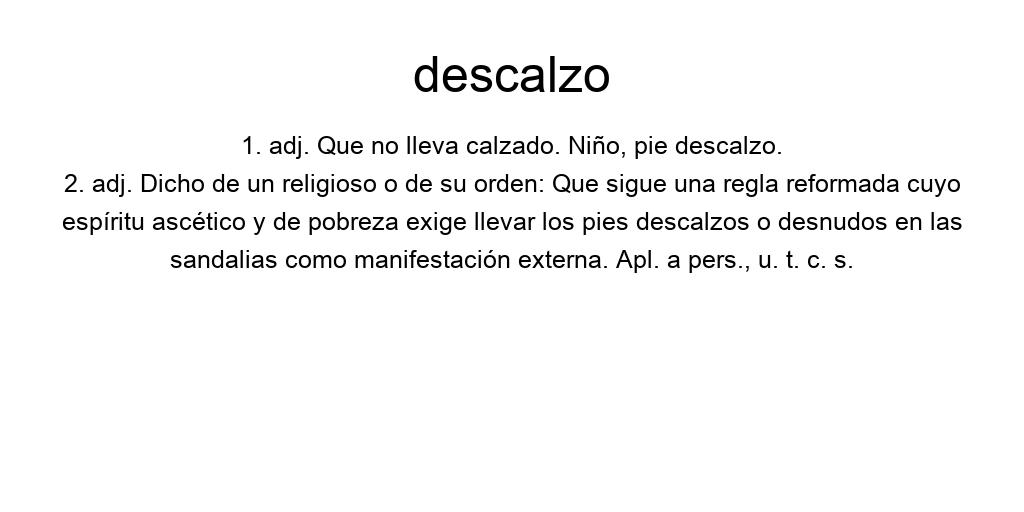 descalzo
1. adj. Que no lleva calzado. Niño, pie descalzo.
2. adj. Dicho de un religioso o de su orden: Que sigue una regla reformada cuyo
espíritu ascético y de pobreza exige llevar los pies descalzos o desnudos en las
sandalias como manifestación externa. Apl. a pers., u. t. c. s.